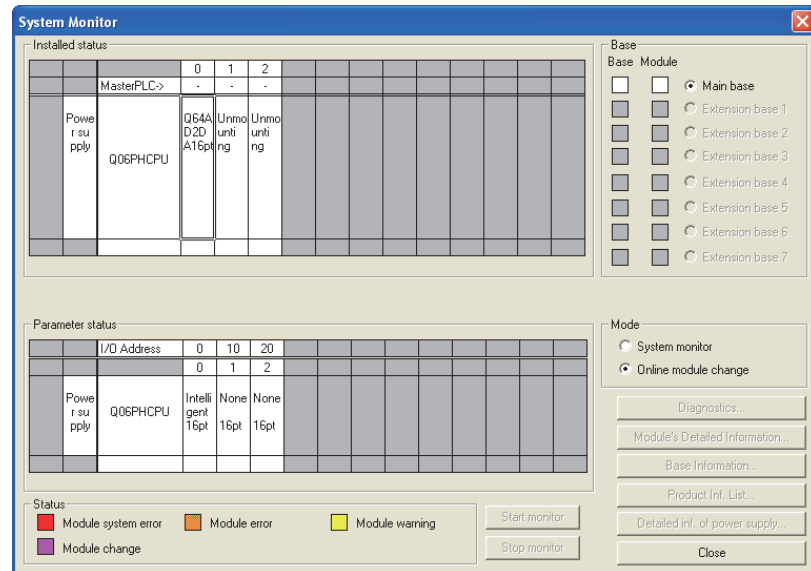 System Monitor
Installed status
0 1 2
MasterPLC-> - - -
Powe
r su
pply
Q06PHCPU
Q64A
D2D
A16pt
Unmo
unti
ng
Unmo
unti
ng
Base
Base Module
Main base
Extension base 1
Extension base 2
Extension base 3
Extension base 4
Extension base 5
Extension base 6
Extension base 7
Parameter status
I/O Address 0 10 20
0 1 2
Powe
r su
pply
Q06PHCPU
Intelli
gent
16pt
None
16pt
None
16pt
Mode
System monitor
Online module change
Diagnostics...
Module's Detailed Information...
Base Information...
Product Inf. List...
Detailed inf. of power supply...
Close
Status
Module system error Module error Module warning
Module change
Start monitor
Stop monitor